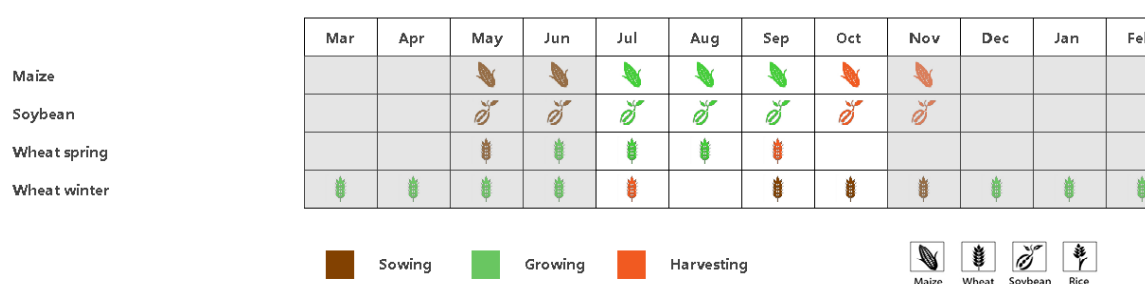 Mar Apr May Jun Jul Aug Sep Oct Nov Dec Jan Feb
Maize
Soybean
Wheat spring
Wheat winter
Sowing Growing Harvesting
Maize Wheat Soybean Rice